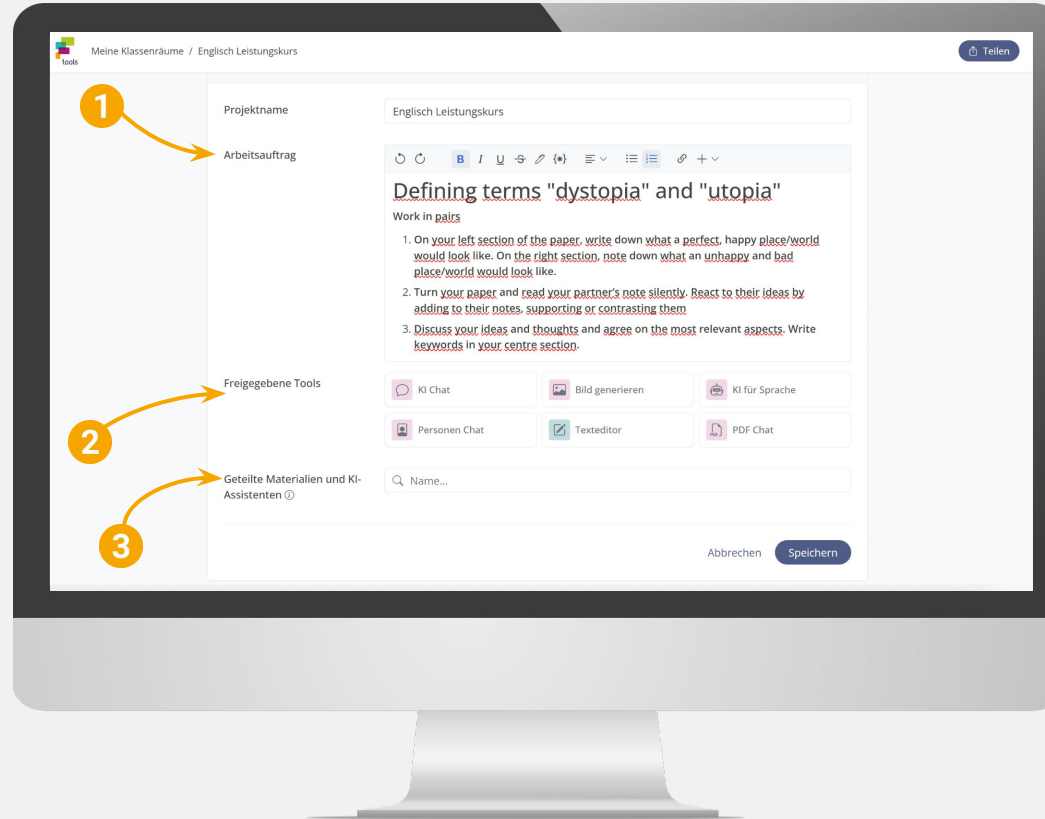 tools
Meine Klassenräume / Englisch Leistungskurs
Teilen
1
Projektname
Englisch Leistungskurs
Arbeitsauftrag
B I U S {*}
Defining terms "dystopia" and "utopia"
Work in pairs
1. On your left section of the paper, write down what a perfect, happy place/world
would look like. On the right section, note down what an unhappy and bad
place/world would look like.
2. Turn your paper and read your partner's note silently. React to their ideas by
adding to their notes, supporting or contrasting them
3. Discuss your ideas and thoughts and agree on the most relevant aspects. Write
keywords in your centre section.
2
Freigegebene Tools
KI Chat
Bild generieren
KI für Sprache
Personen Chat
Texteditor
PDF
PDF Chat
3
Geteilte Materialien und KI-
Assistenten
Name...
Abbrechen
Speichern